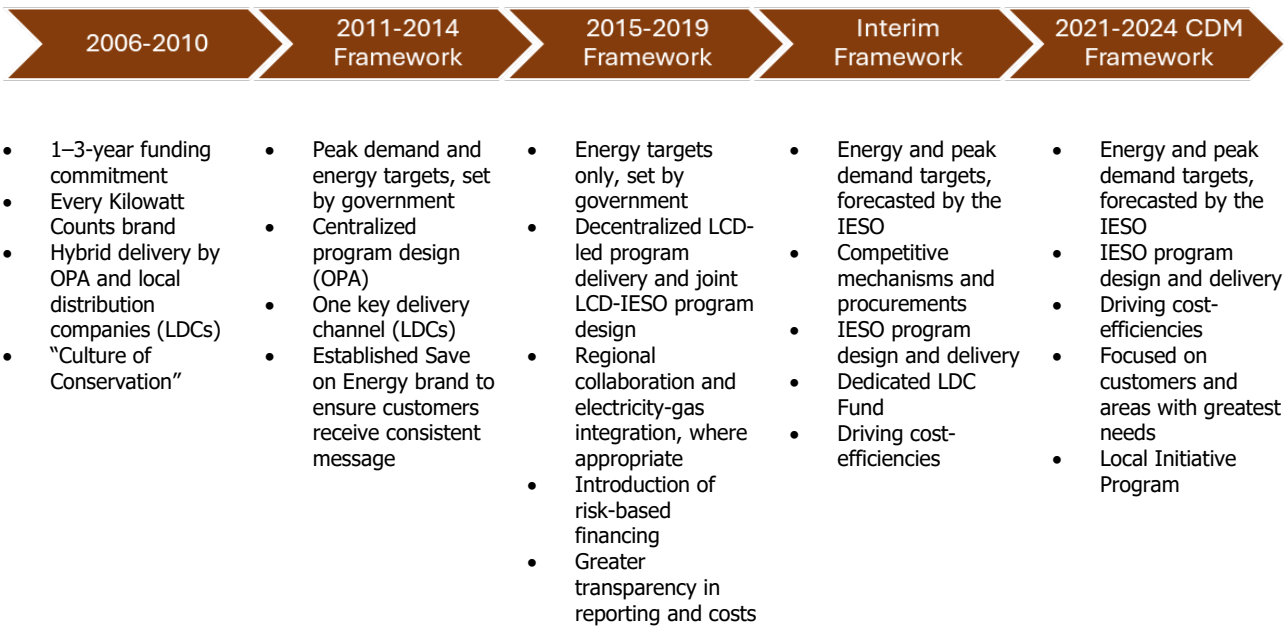 2006-2010
2011-2014
Framework
2015-2019
Framework
Interim
Framework
2021-2024 CDM
Framework
• 1–3-year funding
commitment
• Every Kilowatt
Counts brand
• Hybrid delivery by
OPA and local
distribution
companies (LDCs)
• “Culture of
Conservation”
• Peak demand and
energy targets, set
by government
• Centralized
program design
(OPA)
• One key delivery
channel (LDCs)
• Established Save
on Energy brand to
ensure customers
receive consistent
message
• Energy targets
only, set by
government
• Decentralized LCD-
led program
delivery and joint
LCD-IESO program
design
• Regional
collaboration and
electricity-gas
integration, where
appropriate
• Introduction of
risk-based
financing
• Greater
transparency in
reporting and costs
• Energy and peak
demand targets,
forecasted by the
IESO
• Competitive
mechanisms and
procurements
• IESO program
design and delivery
• Dedicated LDC
Fund
• Driving cost-
efficiencies
• Energy and peak
demand targets,
forecasted by the
IESO
• IESO program
design and delivery
• Driving cost-
efficiencies
• Focused on
customers and
areas with greatest
needs
• Local Initiative
Program